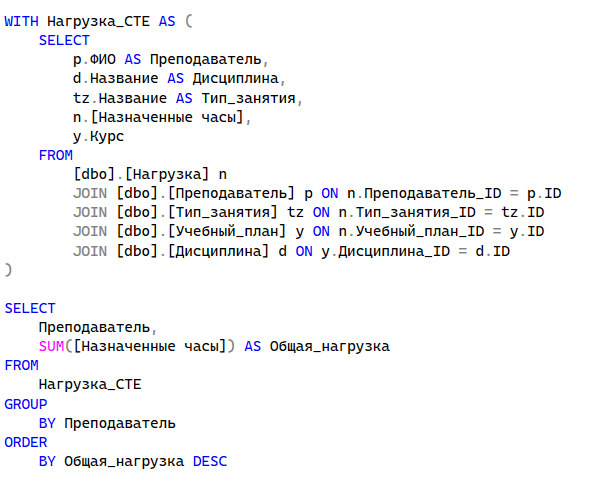 WITH Нагрузка_CTE AS (
    SELECT
        p.ФИО AS Преподаватель,
        d.Название AS Дисциплина,
        tz.Название AS Тип_занятия,
        n.[Назначенные часы],
        y.Курс
    FROM
        [dbo].[Нагрузка] n
        JOIN [dbo].[Преподаватель] p ON n.Преподаватель_ID = p.ID
        JOIN [dbo].[Тип_занятия] tz ON n.Тип_занятия_ID = tz.ID
        JOIN [dbo].[Учебный_план] y ON n.Учебный_план_ID = y.ID
        JOIN [dbo].[Дисциплина] d ON y.Дисциплина_ID = d.ID
)

SELECT
    Преподаватель,
    SUM([Назначенные часы]) AS Общая_нагрузка
FROM
    Нагрузка_CTE
GROUP
    BY Преподаватель
ORDER
    BY Общая_нагрузка DESC